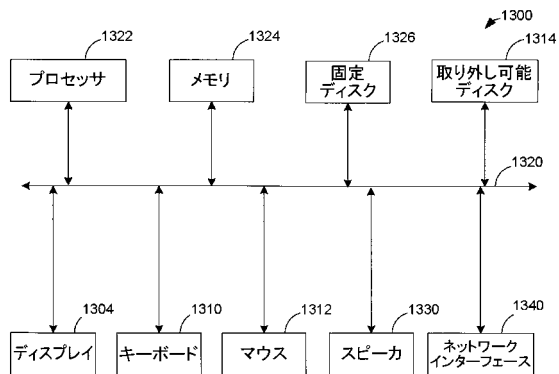 1300
1322
1324
1326
1314
プロセッサ
メモリ
固定
ディスク
取り外し可能
ディスク
1320
1304
1310
1312
1330
1340
ディスプレイ
キーボード
マウス
スピーカ
ネットワーク
インターフェース